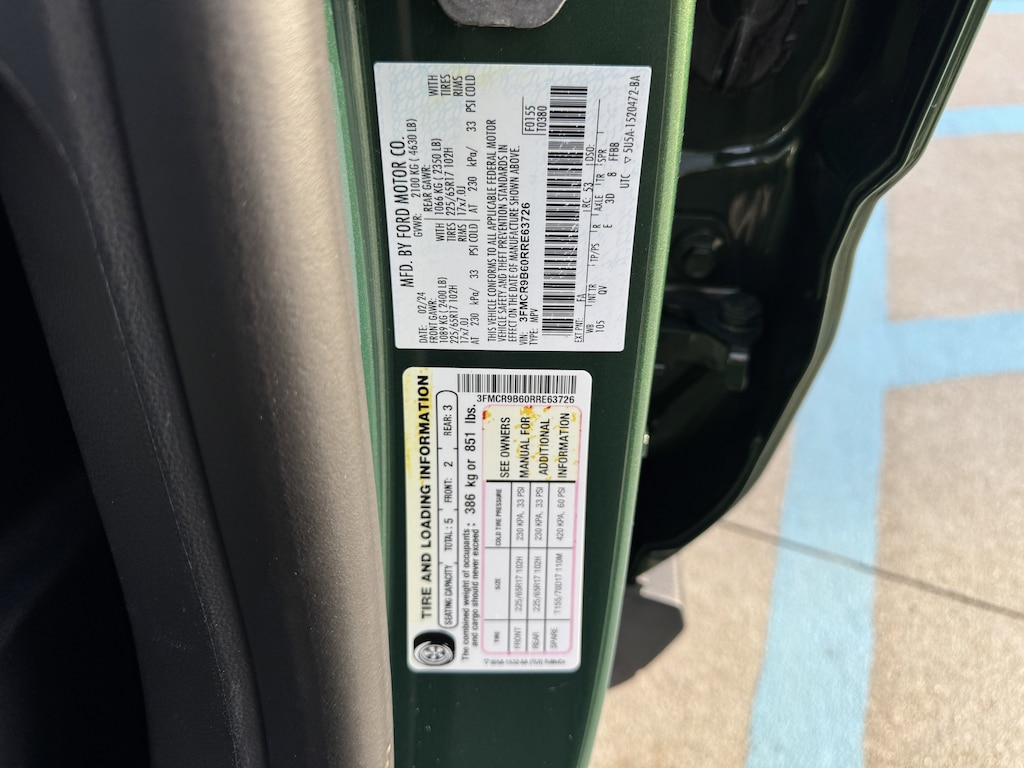 MFD. BY FORD MOTOR CO.
DATE: 02/24 GVWR: 2100 KG ( 4630 LB)
FRONT GAWR: REAR GAWR:
1089 KG ( 2400 LB) WITH 1066 KG ( 2350 LB) WITH
225/65R17 102H TIRES 225/65R17 102H TIRES
17x7.0J RIMS 17x7.0J RIMS
AT 230 kPa/ 33 PSI COLD AT 230 kPa/ 33 PSI COLD
THIS VEHICLE CONFORMS TO ALL APPLICABLE FEDERAL MOTOR
VEHICLE SAFETY AND THEFT PREVENTION STANDARDS IN
EFFECT ON THE DATE OF MANUFACTURE SHOWN ABOVE.
VIN: 3FMCR9B60RRE63726
TYPE: MPV
F0155
T0380
EXT PNT: EA RC: 53 DSO:
WB INT TR TP/PS R AXLE TR SPR
105 QV E 3D 8 FFBB
UTC ▽ 5U5A-1520472-BA
TIRE AND LOADING INFORMATION
SEATING CAPACITY TOTAL: 5 FRONT: 2 REAR: 3
The combined weight of occupants
and cargo should never exceed : 386 kg or 851 lbs.
3FMCR9B60RRE63726
TIRE SIZE COLD TIRE PRESSURE
FRONT 225/65R17 102H 230 KPA, 33 PSI
REAR 225/65R17 102H 230 KPA, 33 PSI
SPARE T155/70D17 110M 420 KPA, 60 PSI
SEE OWNERS
MANUAL FOR
ADDITIONAL
INFORMATION